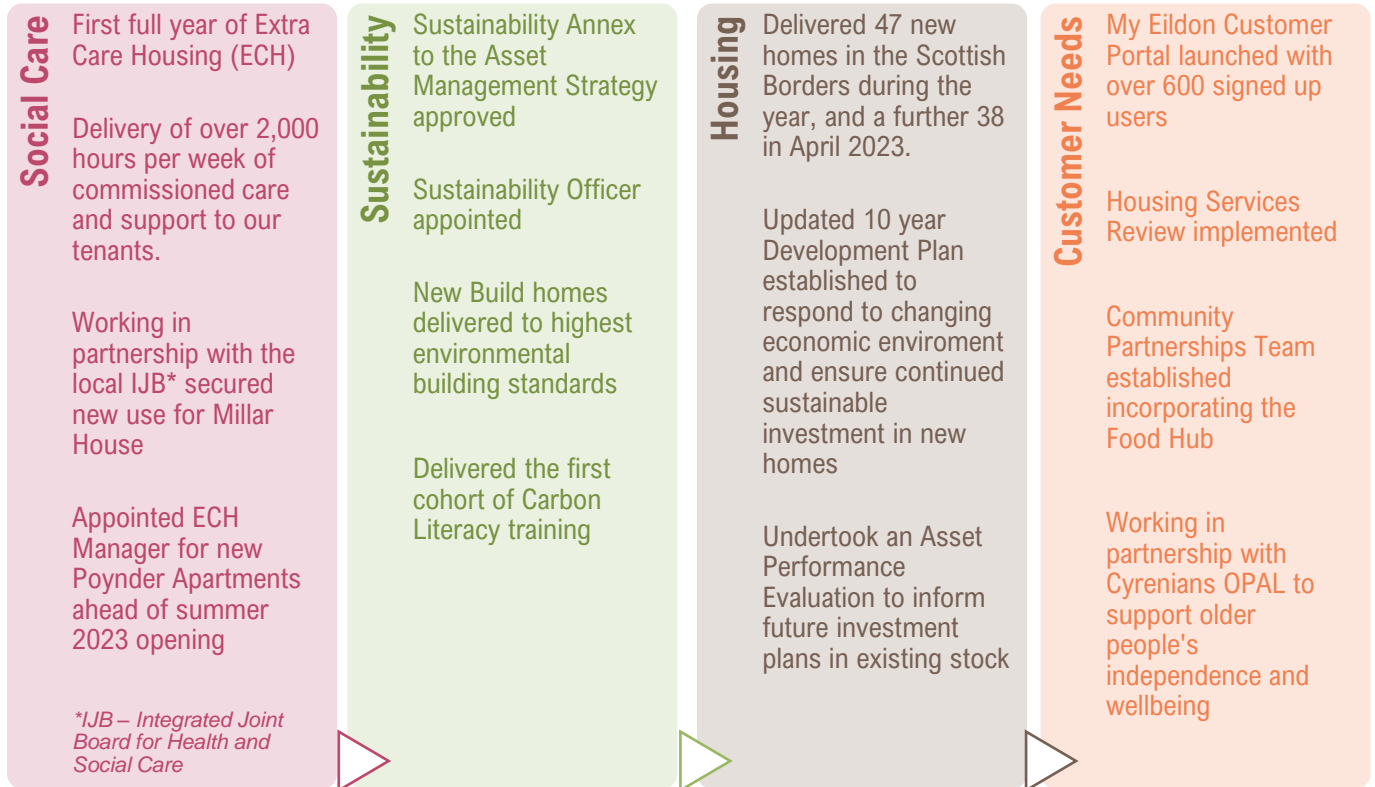 Social Care
First full year of Extra
Care Housing (ECH)
Delivery of over 2,000
hours per week of
commissioned care
and support to our
tenants.
Working in
partnership with the
local IJB* secured
new use for Millar
House
Appointed ECH
Manager for new
Poynder Apartments
ahead of summer
2023 opening
*IJB – Integrated Joint
Board for Health and
Social Care
Sustainability
Sustainability Annex
to the Asset
Management Strategy
approved
Sustainability Officer
appointed
New Build homes
delivered to highest
environmental
building standards
Delivered the first
cohort of Carbon
Literacy training
Housing
Delivered 47 new
homes in the Scottish
Borders during the
year, and a further 38
in April 2023.
Updated 10 year
Development Plan
established to
respond to changing
economic enviroment
and ensure continued
sustainable
investment in new
homes
Undertook an Asset
Performance
Evaluation to inform
future investment
plans in existing stock
Customer Needs
My Eildon Customer
Portal launched with
over 600 signed up
users
Housing Services
Review implemented
Community
Partnerships Team
established
incorporating the
Food Hub
Working in
partnership with
Cyrenians OPAL to
support older
people's
independence and
wellbeing